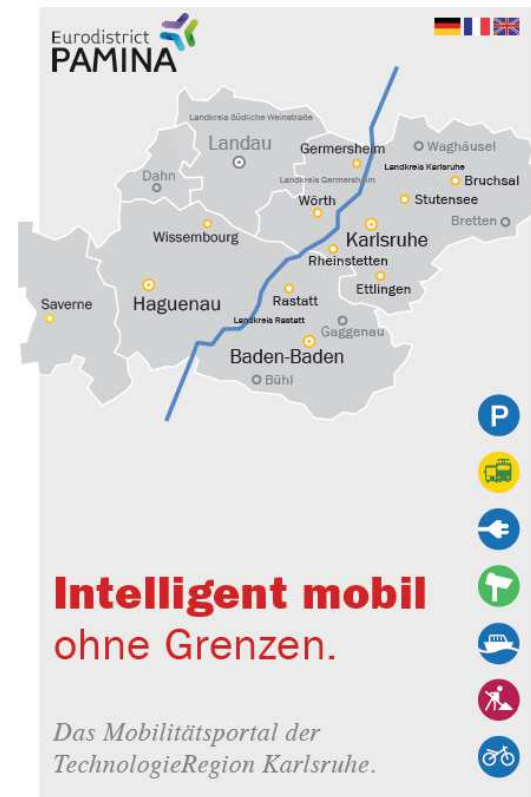 Eurodistrict
PAMINA
Landkreis Südliche Weinstraße
Landau
Germersheim
Waghäusel
Landkreis Karlsruhe
Dahn
Landkreis Germersheim
Bruchsal
Wörth
Stutensee
Bretten
Wissembourg
Karlsruhe
Rheinstetten
Ettlingen
Saverne
Haguenau
Rastatt
Landkreis Rastatt
Gaggenau
Baden-Baden
Bühl
P
Intelligent mobil
ohne Grenzen.
Das Mobilitätsportal der
TechnologieRegion Karlsruhe.